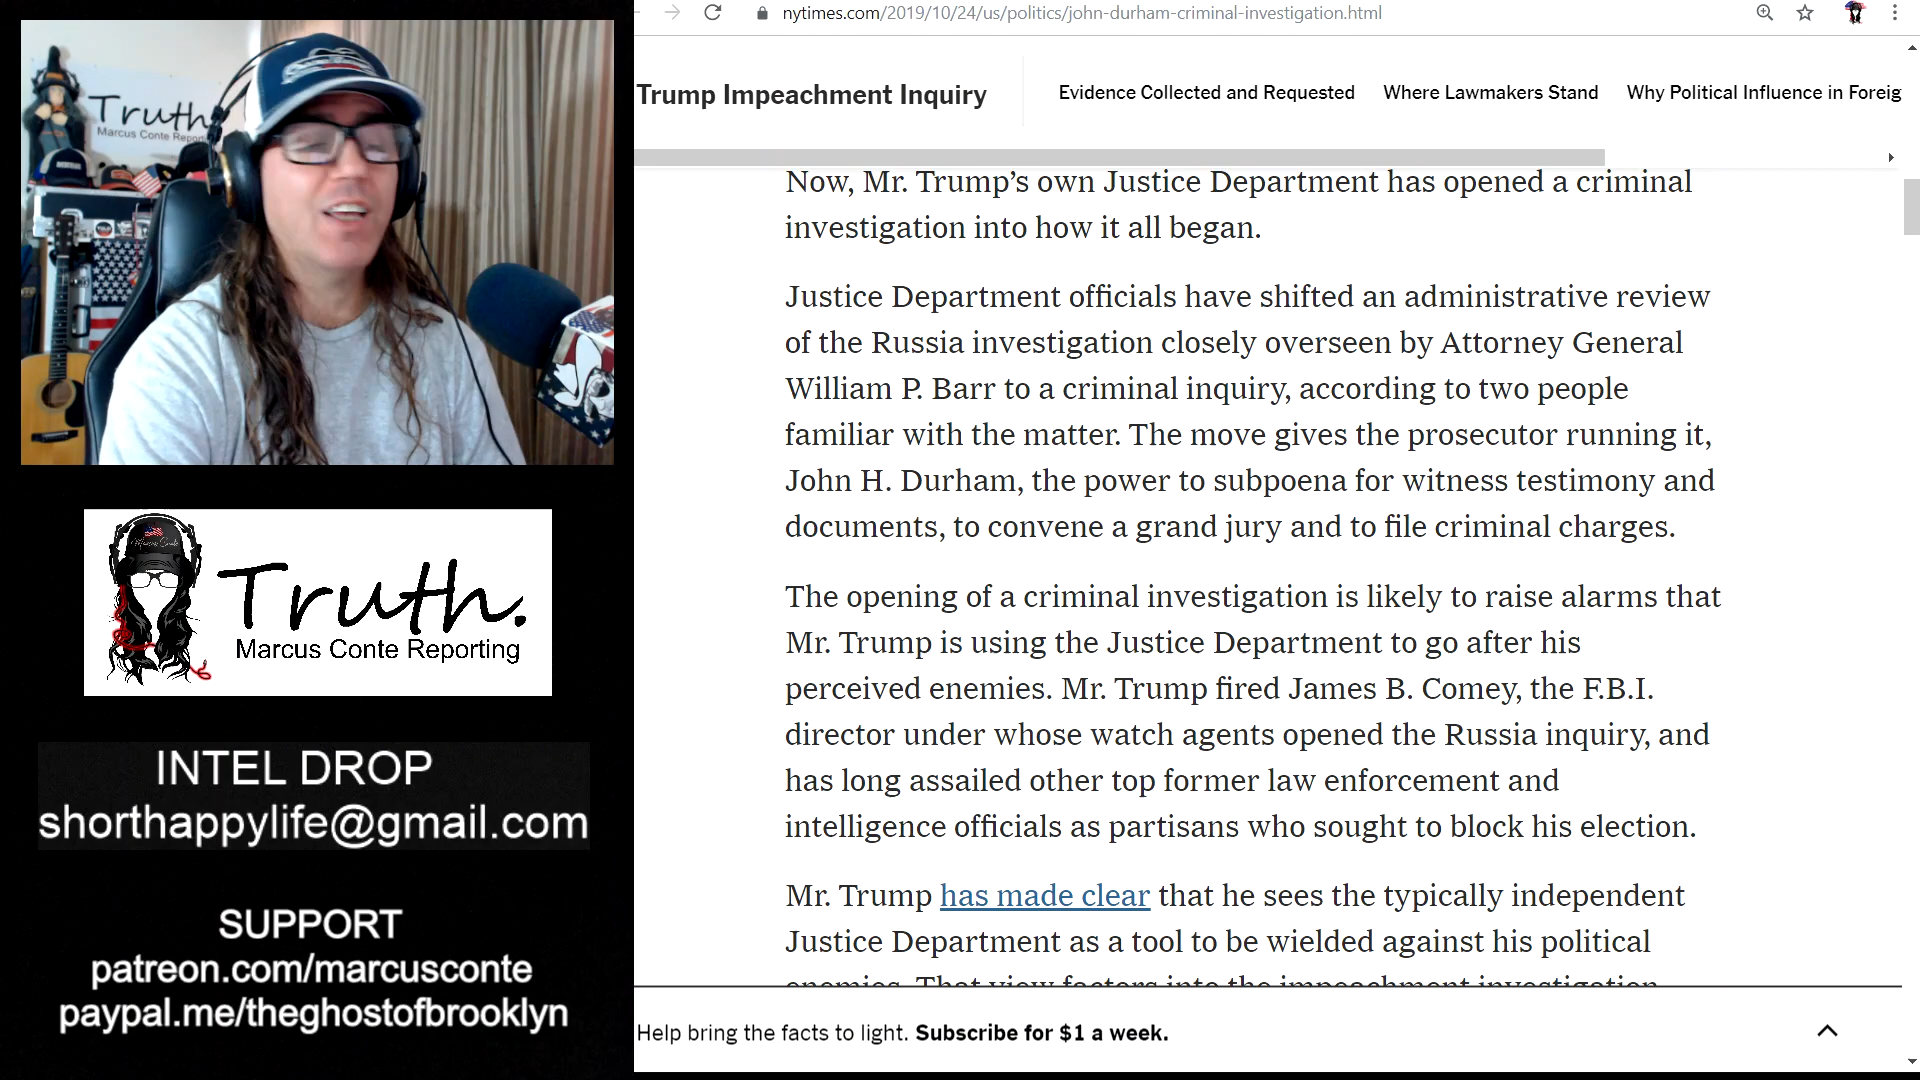 Truth.
Marcus Conte Reporting
Truth.
Marcus Conte Reporting
INTEL DROP
shorthappylife@gmail.com
SUPPORT
patreon.com/marcusconte
paypal.me/theghostofbrooklyn
nytimes.com/2019/10/24/us/politics/john-durham-criminal-investigation.html
Trump Impeachment Inquiry
Evidence Collected and Requested
Where Lawmakers Stand
Why Political Influence in Foreig
Now, Mr. Trump’s own Justice Department has opened a criminal
investigation into how it all began.
Justice Department officials have shifted an administrative review
of the Russia investigation closely overseen by Attorney General
William P. Barr to a criminal inquiry, according to two people
familiar with the matter. The move gives the prosecutor running it,
John H. Durham, the power to subpoena for witness testimony and
documents, to convene a grand jury and to file criminal charges.
The opening of a criminal investigation is likely to raise alarms that
Mr. Trump is using the Justice Department to go after his
perceived enemies. Mr. Trump fired James B. Comey, the F.B.I.
director under whose watch agents opened the Russia inquiry, and
has long assailed other top former law enforcement and
intelligence officials as partisans who sought to block his election.
Mr. Trump has made clear that he sees the typically independent
Justice Department as a tool to be wielded against his political
enemies. That view factors into the impeachment investigation
Help bring the facts to light. Subscribe for $1 a week.